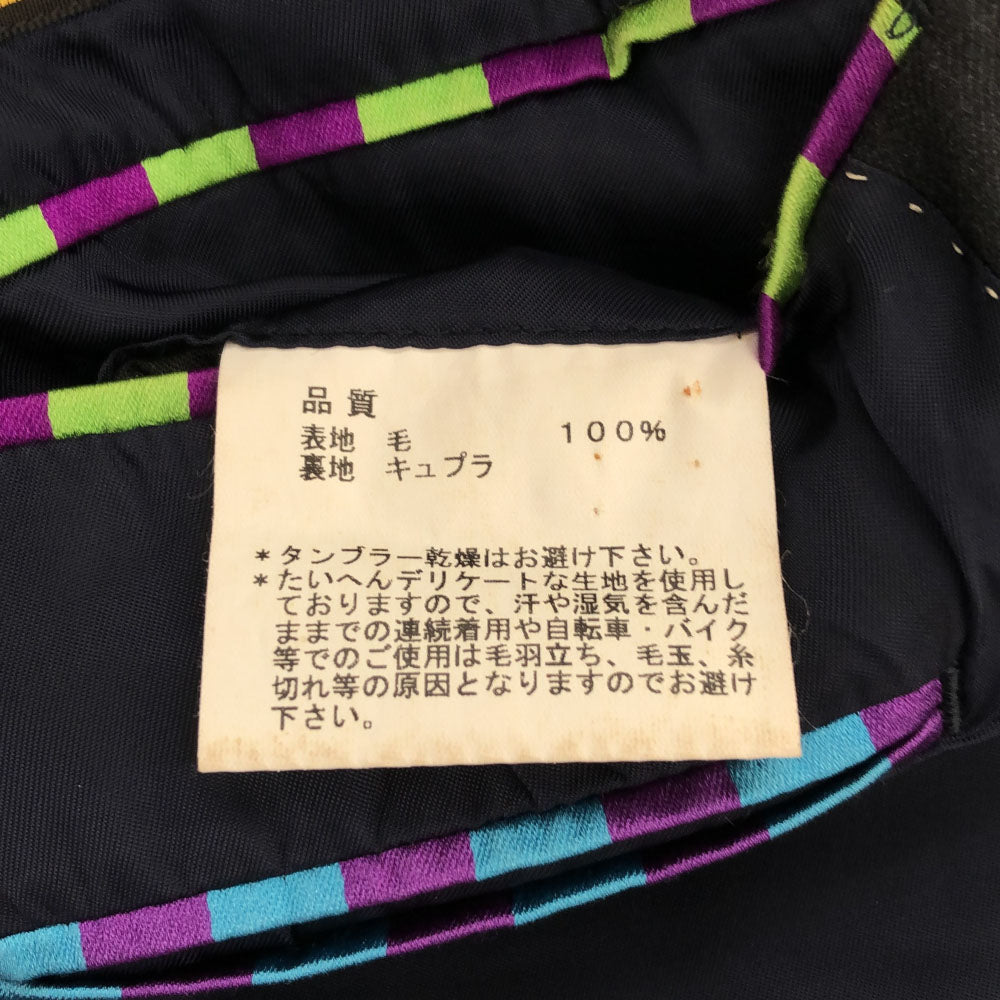 品質
表地 毛 １００％
裏地 キュプラ
＊タンブラー乾燥はお避け下さい。
＊たいへんデリケートな生地を使用し
ておりますので、汗や湿気を含んだ
ままでの連続着用や自転車・バイク
等でのご使用は毛羽立ち、毛玉、糸
切れ等の原因となりますのでお避け
下さい。